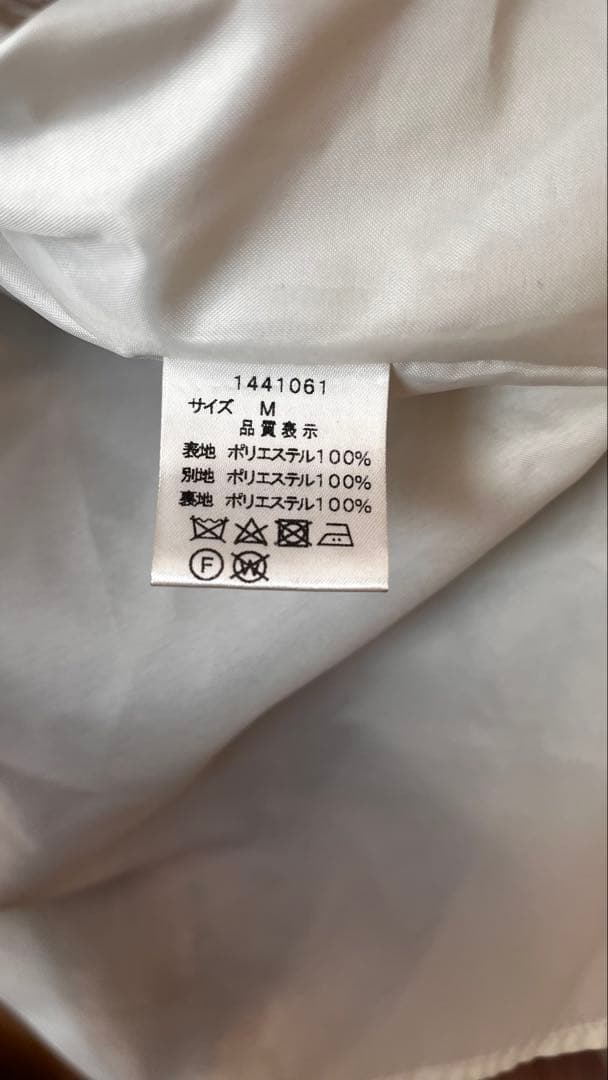 1441061
サイズ M
品質表示
表地 ポリエステル100%
別地 ポリエステル100%
裏地 ポリエステル100%
F W